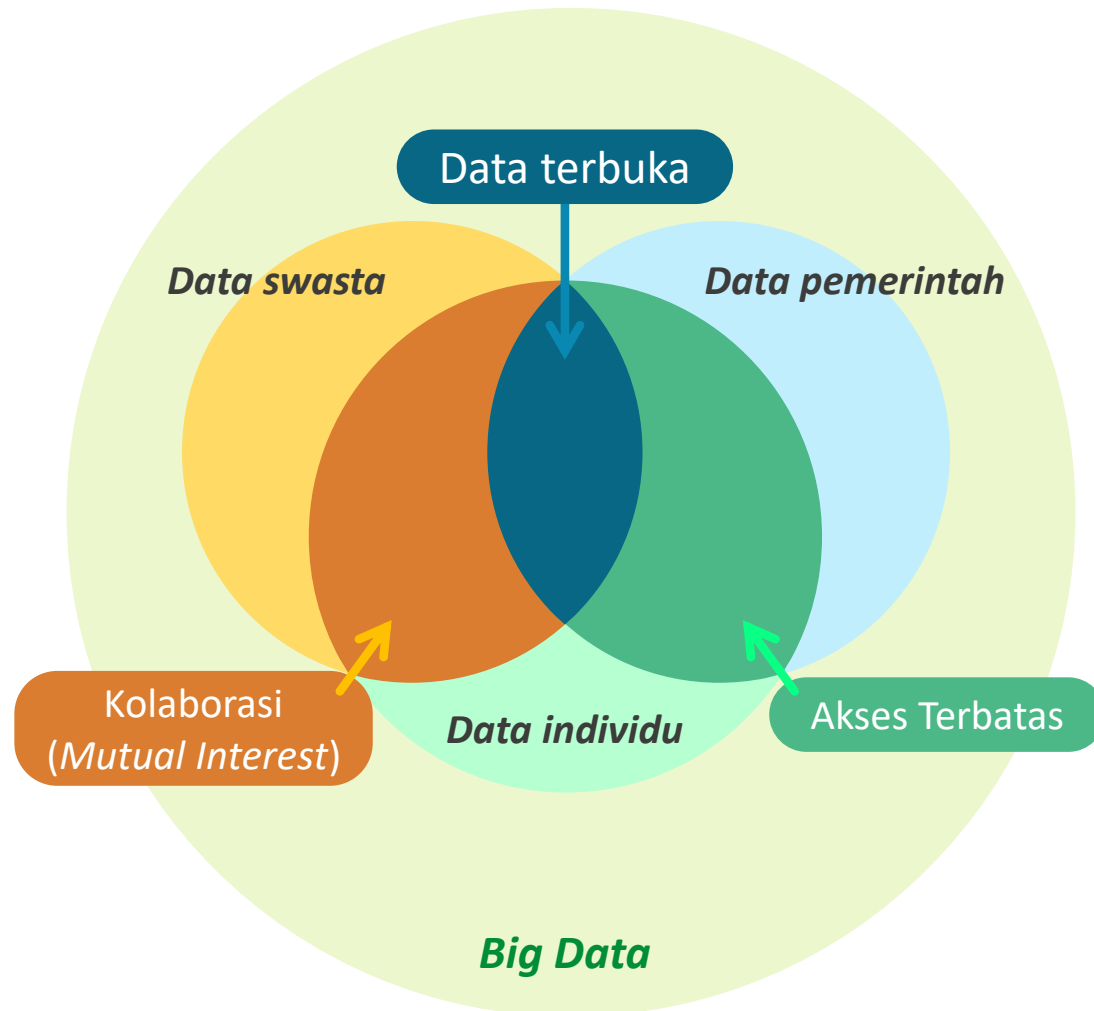 Data terbuka
Data swasta
Data pemerintah
Kolaborasi
(Mutual Interest)
Akses Terbatas
Data individu
Big Data